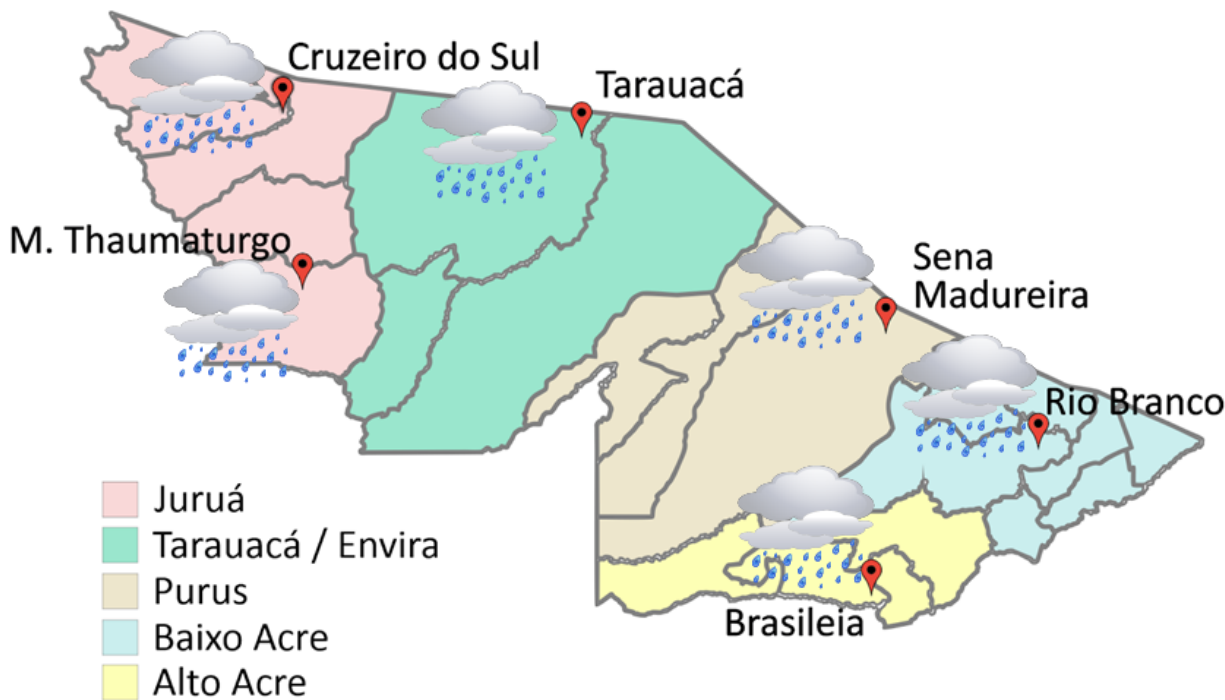 Cruzeiro do Sul
Tarauacá
M. Thaumaturgo
Sena
Madureira
Rio Branco
Brasileia
Juruá
Tarauacá / Envira
Purus
Baixo Acre
Alto Acre